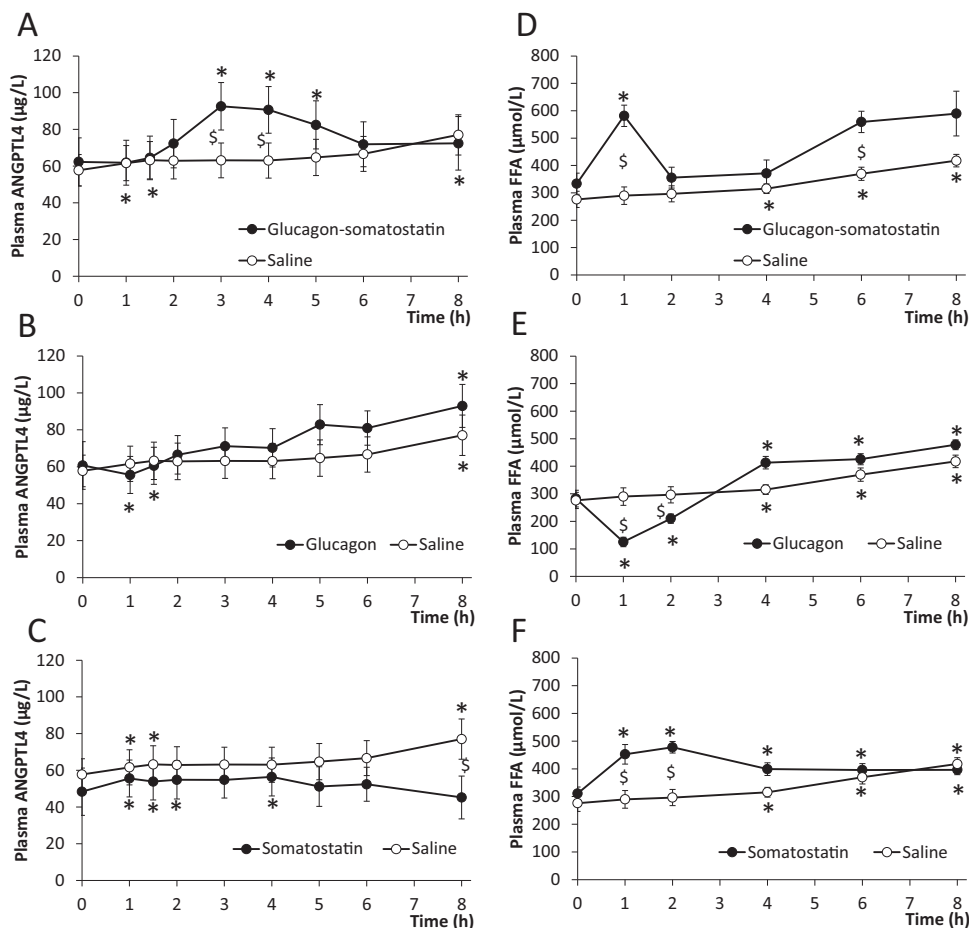 A
Plasma ANGPTL4 (µg/L)
120
100
80
60
40
20
0
* * *
$ $
* * *
Glucagon-somatostatin
Saline
0 1 2 3 4 5 6 7 8
Time (h)
D
Plasma FFA (µmol/L)
800
700
600
500
400
300
200
100
0
*
$ $
* * *
Glucagon-somatostatin
Saline
0 1 2 3 4 5 6 7 8
Time (h)
B
Plasma ANGPTL4 (µg/L)
120
100
80
60
40
20
0
*
* * *
Glucagon Saline
0 1 2 3 4 5 6 7 8
Time (h)
E
Plasma FFA (µmol/L)
800
700
600
500
400
300
200
100
0
* * *
$ $
* * * * *
Glucagon Saline
0 1 2 3 4 5 6 7 8
Time (h)
C
Plasma ANGPTL4 (µg/L)
120
100
80
60
40
20
0
* * *
$
* * * *
Somatostatin Saline
0 1 2 3 4 5 6 7 8
Time (h)
F
Plasma FFA (µmol/L)
800
700
600
500
400
300
200
100
0
* * * * *
$ $
* * *
Somatostatin Saline
0 1 2 3 4 5 6 7 8
Time (h)